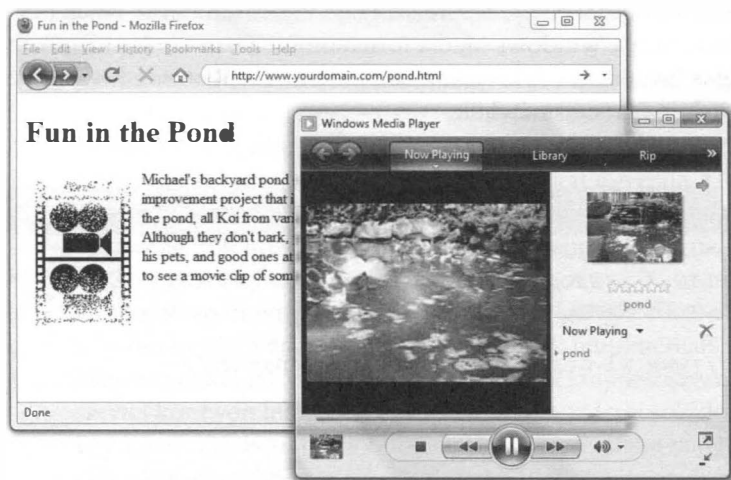 Fun in the Pond - Mozilla Firefox
File Edit View History Bookmarks Tools Help
http://www.yourdomain.com/pond.html
Fun in the Pond
Michael's backyard pond
improvement project that i
the pond, all Koi from vari
Although they don't bark,
his pets, and good ones at
to see a movie clip of som
Done
Windows Media Player
Now Playing
Library
Rip
»
pond
Now Playing
pond